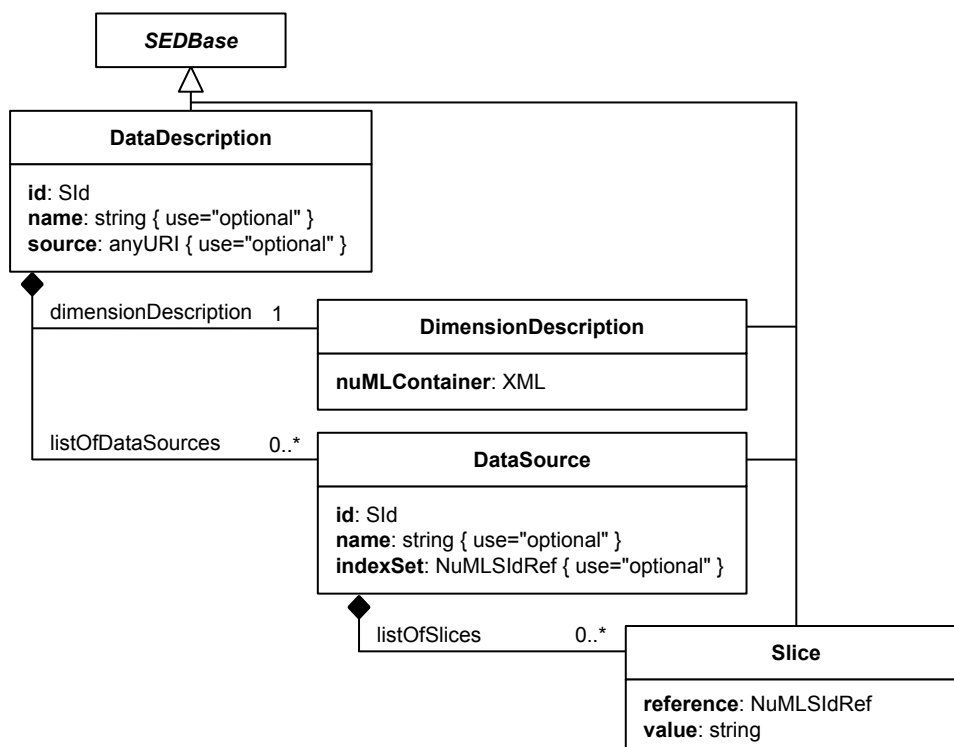 SEDBase
DataDescription
id: SId
name: string { use="optional" }
source: anyURI { use="optional" }
dimensionDescription 1
DimensionDescription
nuMLContainer: XML
listOfDataSources 0..*
DataSource
id: SId
name: string { use="optional" }
indexSet: NuMLSIdRef { use="optional" }
listOfSlices 0..*
Slice
reference: NuMLSIdRef
value: string